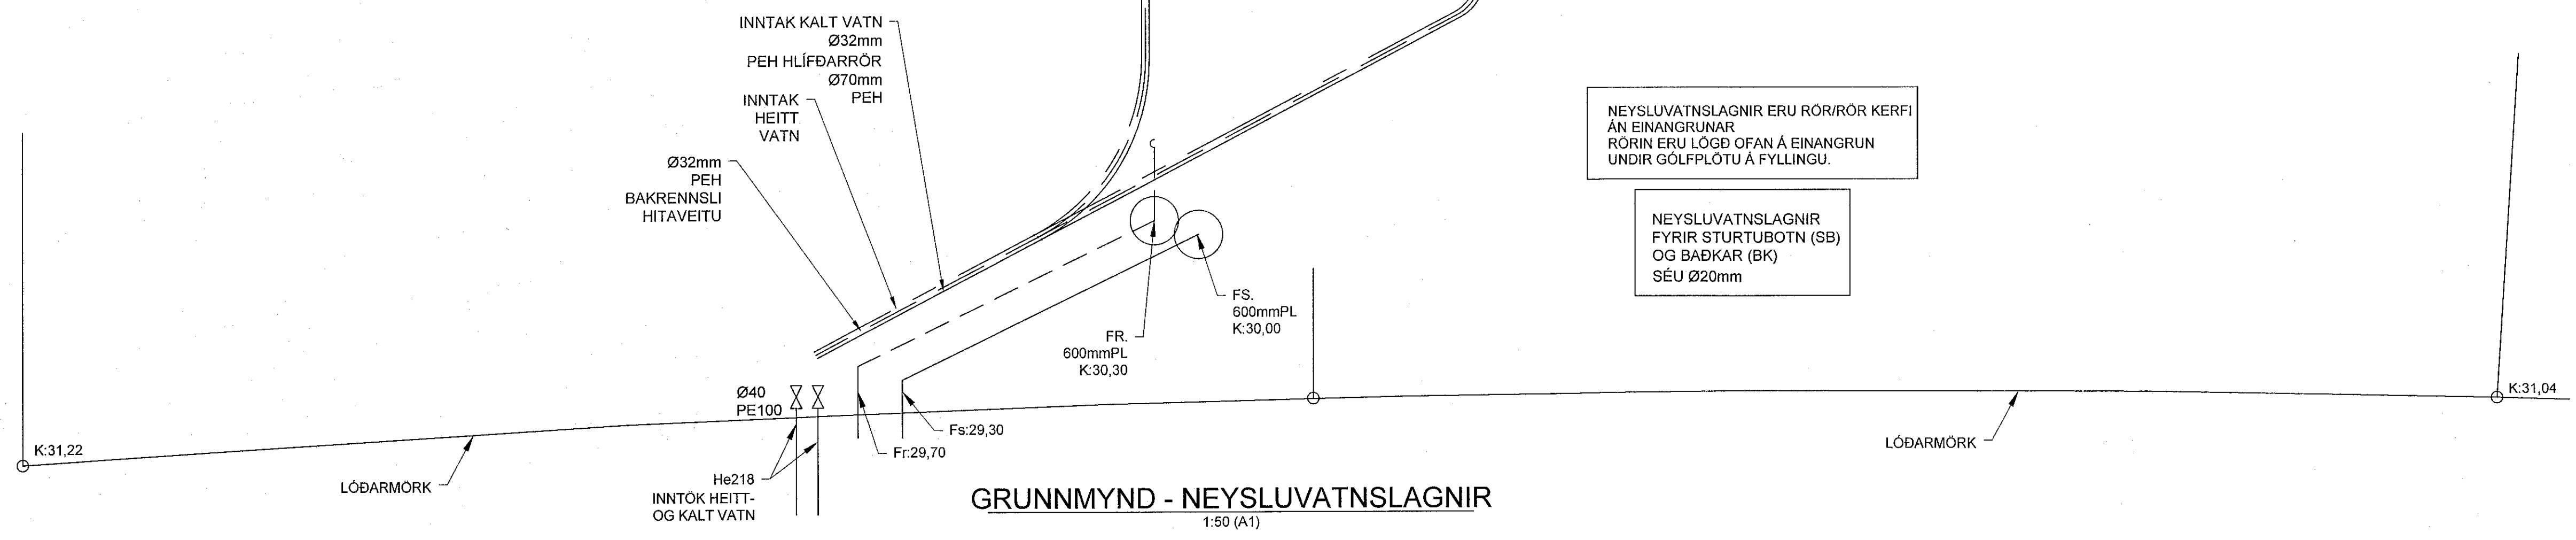 INNTAK KALT VATN
Ø32mm
PEH HLÍFÐARRÖR
Ø70mm
PEH
INNTAK
HEITT
VATN
Ø32mm
PEH
BAKRENNSLI
HITAVEITU
NEYSLUVATNSLAGNIR ERU RÖR/RÖR KERFI
ÁN EINANGRUNAR
RÖRIN ERU LÖGÐ OFAN Á EINANGRUN
UNDIR GÓLFPLÖTU Á FYLLINGU.
NEYSLUVATNSLAGNIR
FYRIR STURTUBOTN (SB)
OG BAÐKAR (BK)
SÉU Ø20mm
FS.
600mmPL
K:30,00
FR.
600mmPL
K:30,30
Ø40
PE100
K:31,04
K:31,22
Fs:29,30
Fr:29,70
LÓÐARMÖRK
LÓÐARMÖRK
He218
INNTÖK HEITT-
OG KALT VATN
GRUNNMYND - NEYSLUVATNSLAGNIR
1:50 (A1)